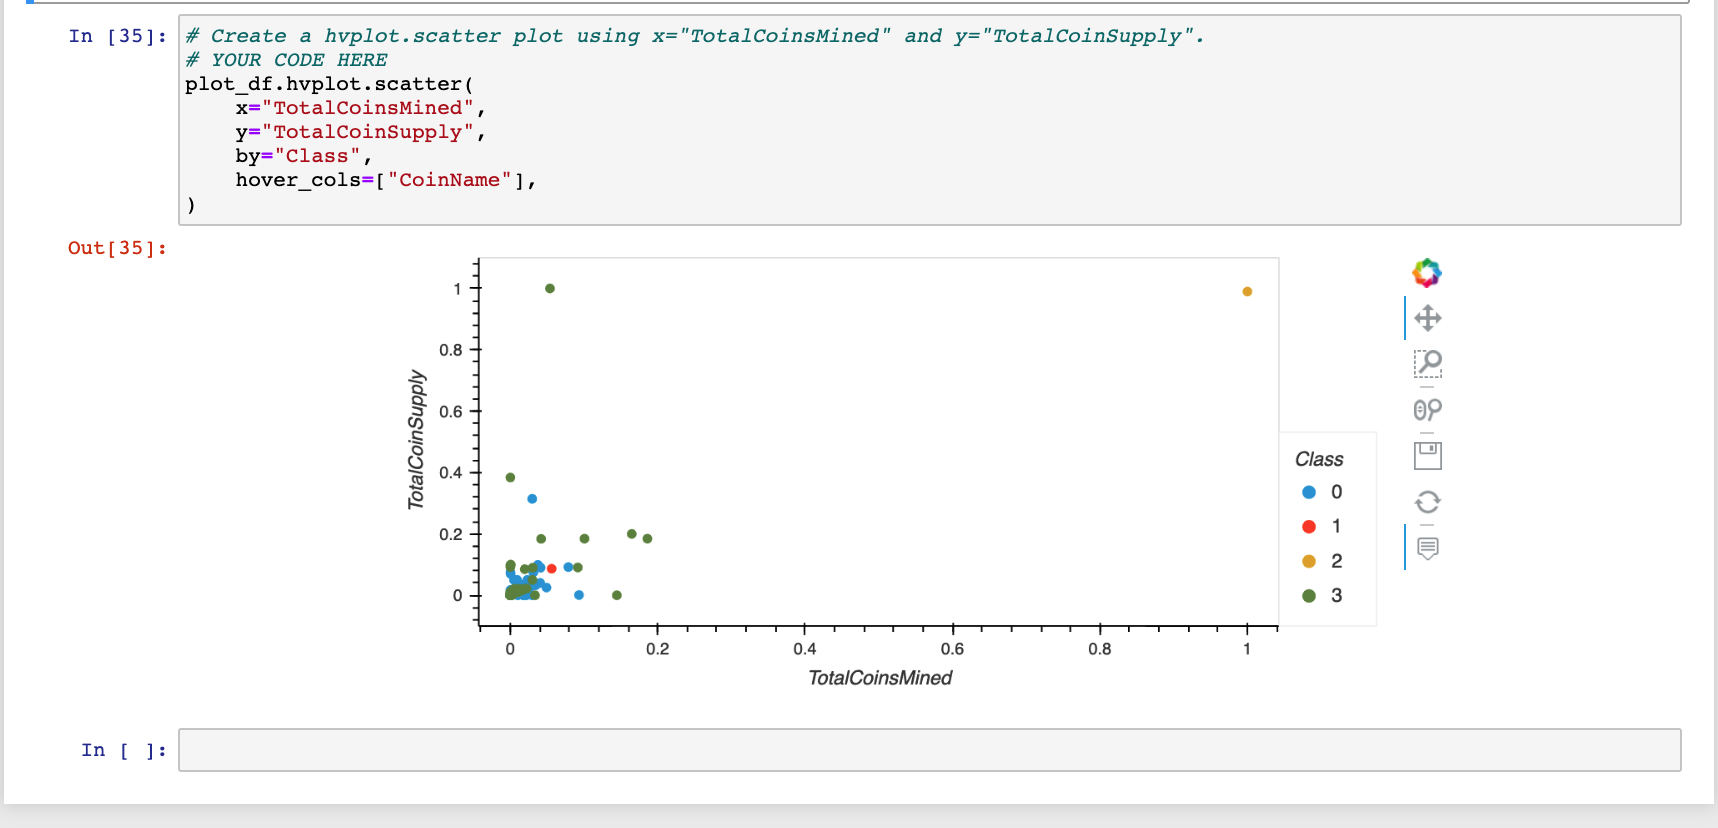 In [35]:
# Create a hvplot.scatter plot using x="TotalCoinsMined" and y="TotalCoinSupply".
# YOUR CODE HERE
plot_df.hvplot.scatter(
    x="TotalCoinsMined",
    y="TotalCoinSupply",
    by="Class",
    hover_cols=["CoinName"],
)
Out[35]:
TotalCoinSupply
1
0.8
0.6
0.4
0.2
0
0 0.2 0.4 0.6 0.8 1
TotalCoinsMined
Class
0
1
2
3
In [ ]: